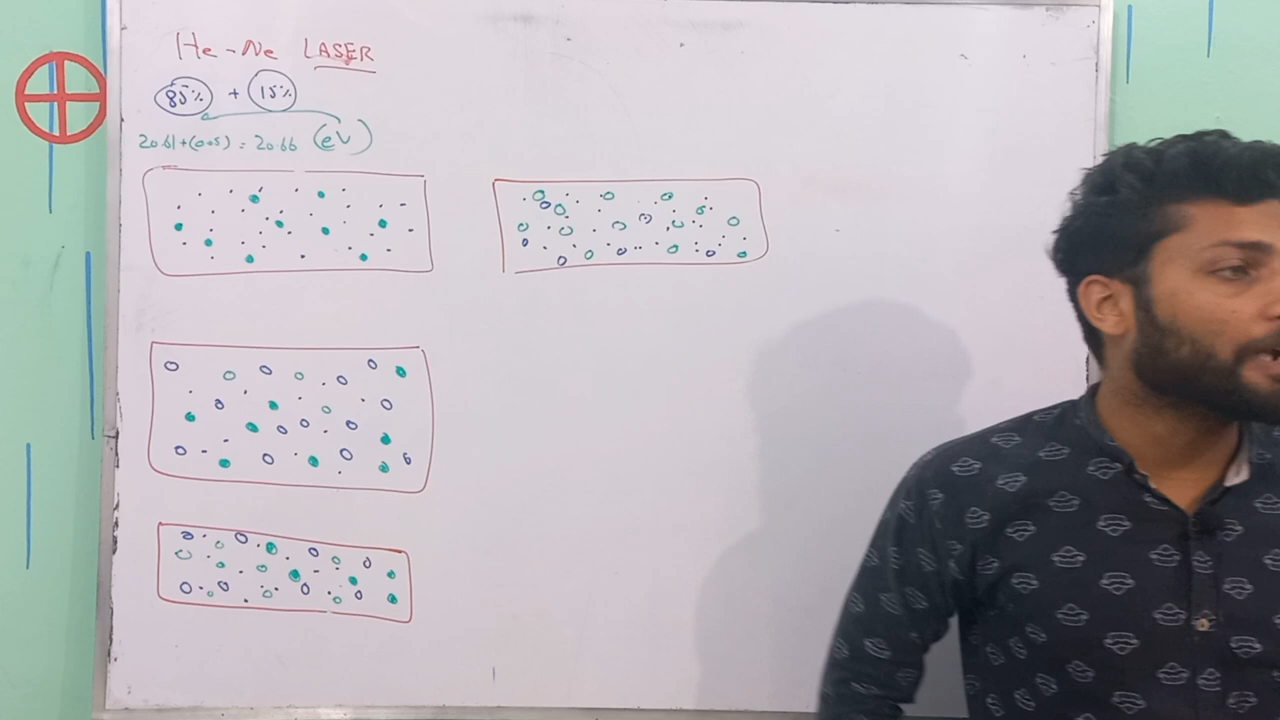 He-Ne LASER
85% + 15%
20.61+(0.05) = 20.66 (eV)